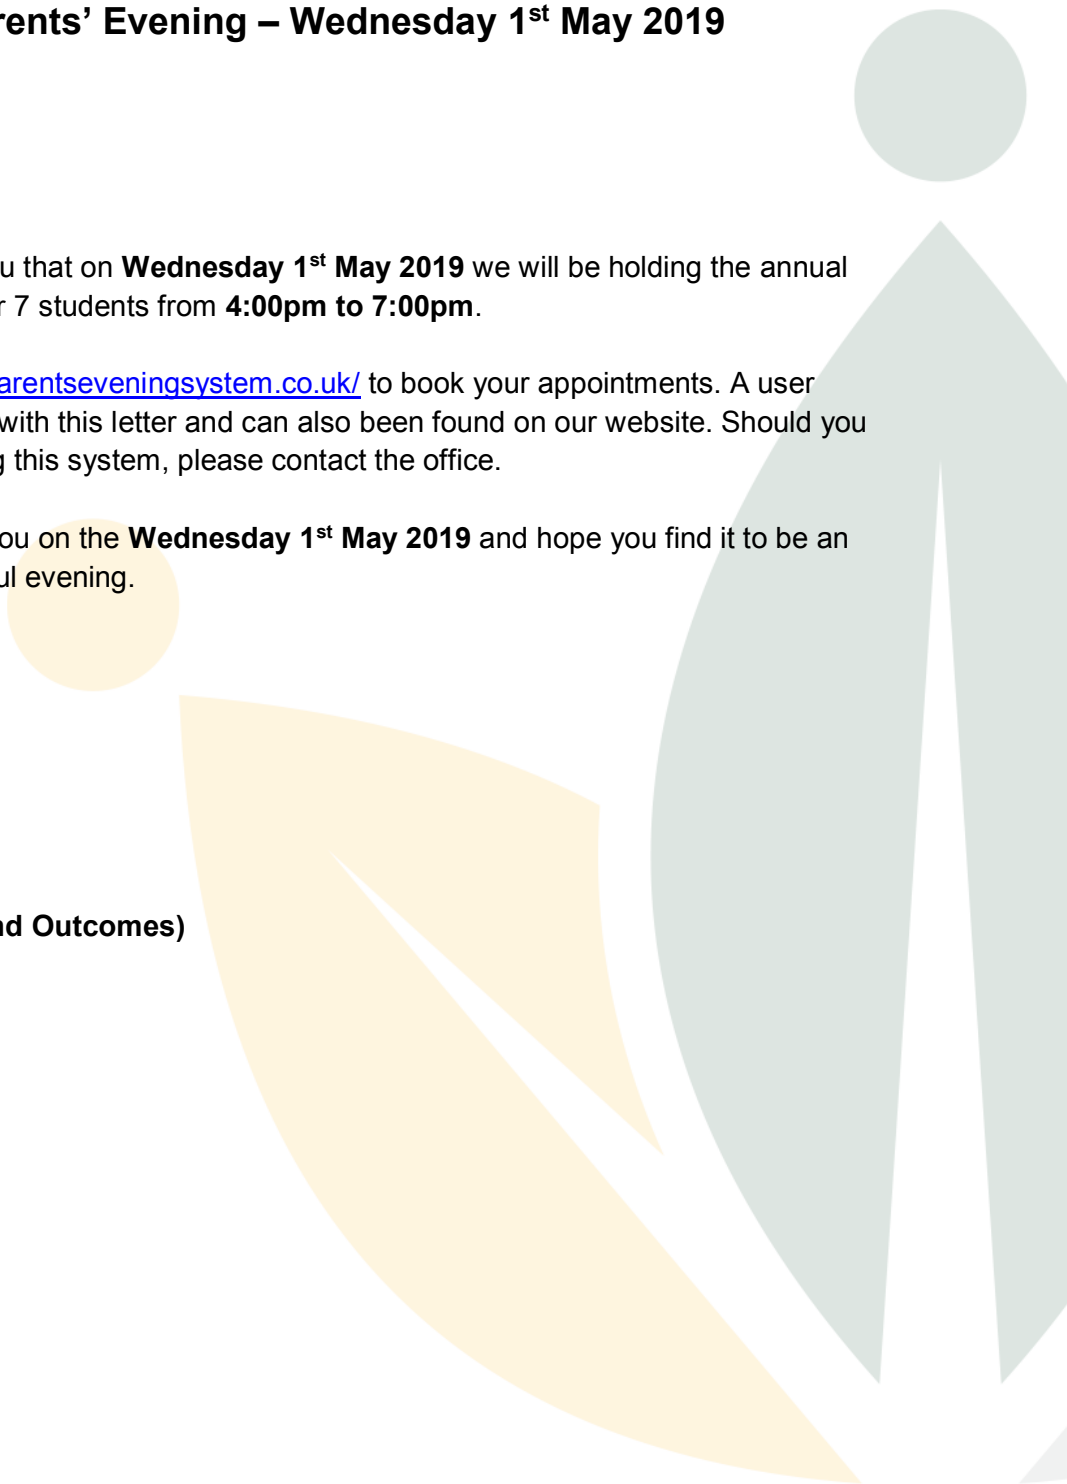 rents’ Evening – Wednesday 1st May 2019
u that on Wednesday 1st May 2019 we will be holding the annual
r 7 students from 4:00pm to 7:00pm.
arentseveningsystem.co.uk/ to book your appointments. A user
with this letter and can also been found on our website. Should you
g this system, please contact the office.
ou on the Wednesday 1st May 2019 and hope you find it to be an
ul evening.
nd Outcomes)